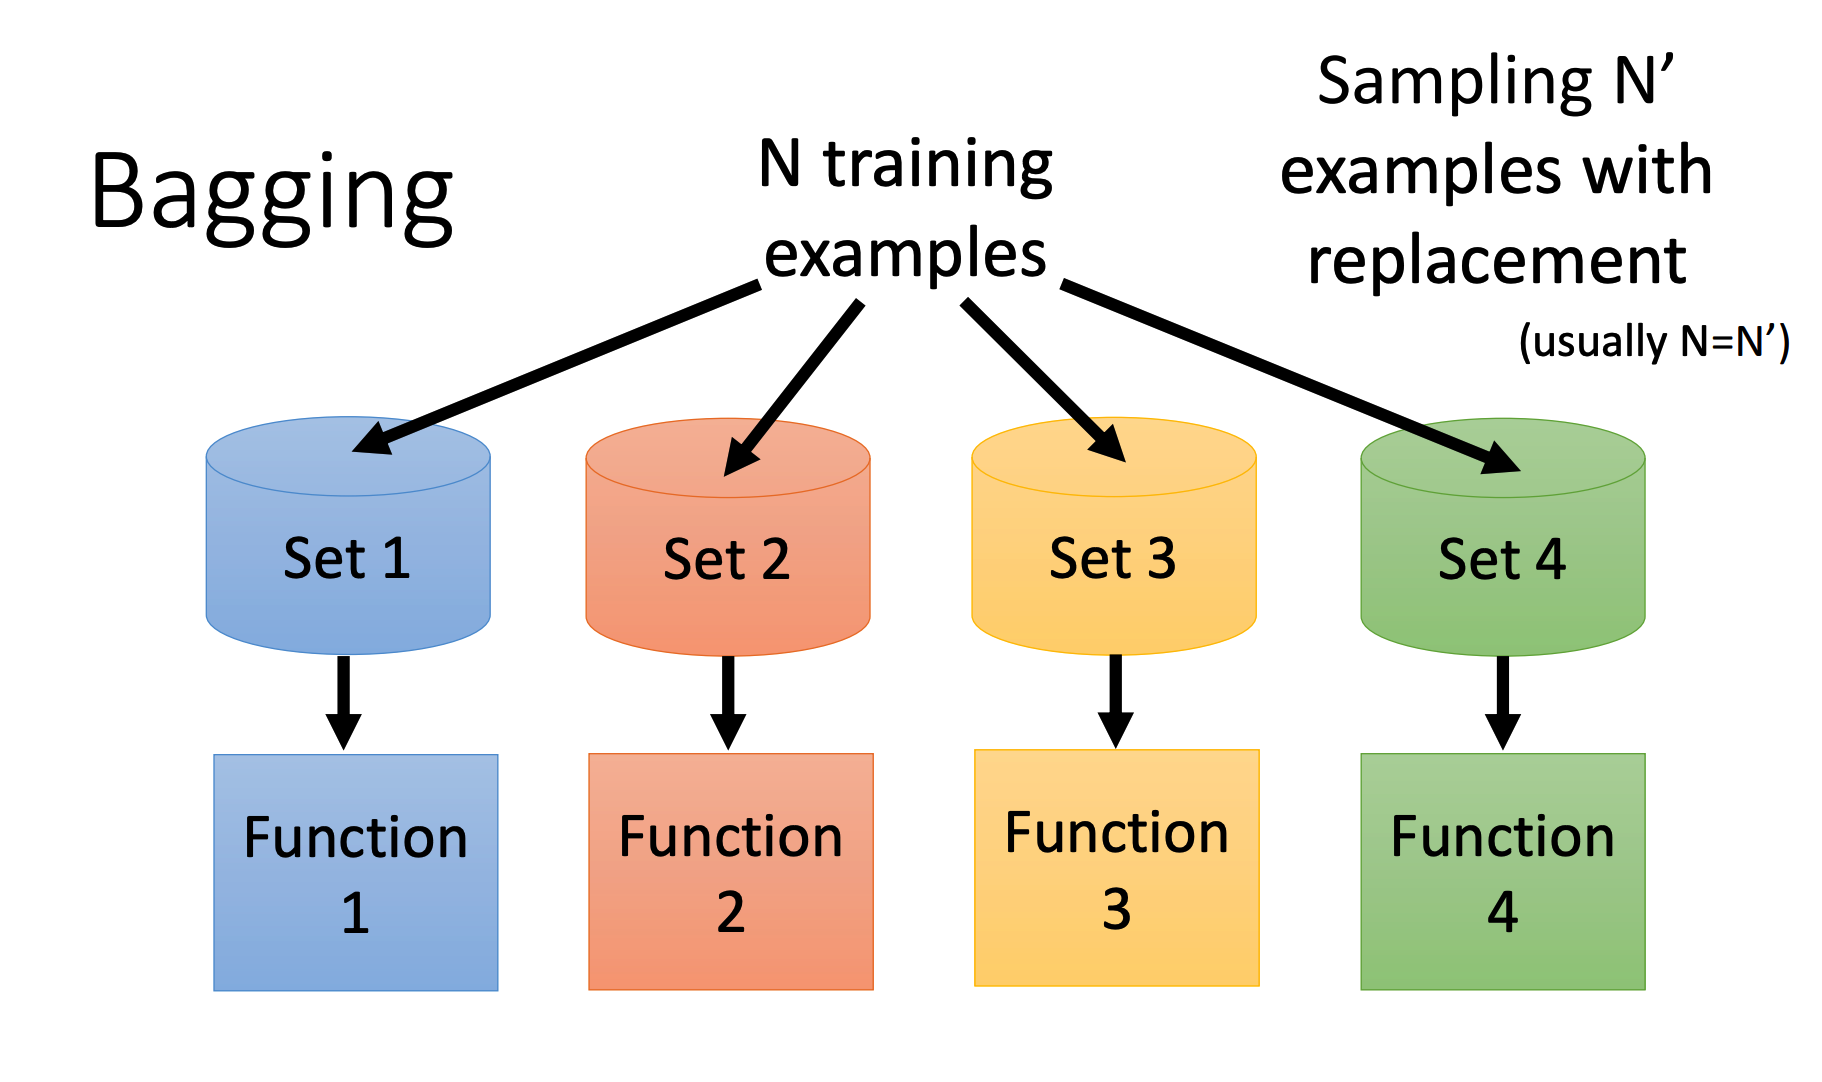 Bagging
N training
examples
Sampling N’
examples with
replacement
(usually N=N’)
Set 1
Set 2
Set 3
Set 4
Function
1
Function
2
Function
3
Function
4